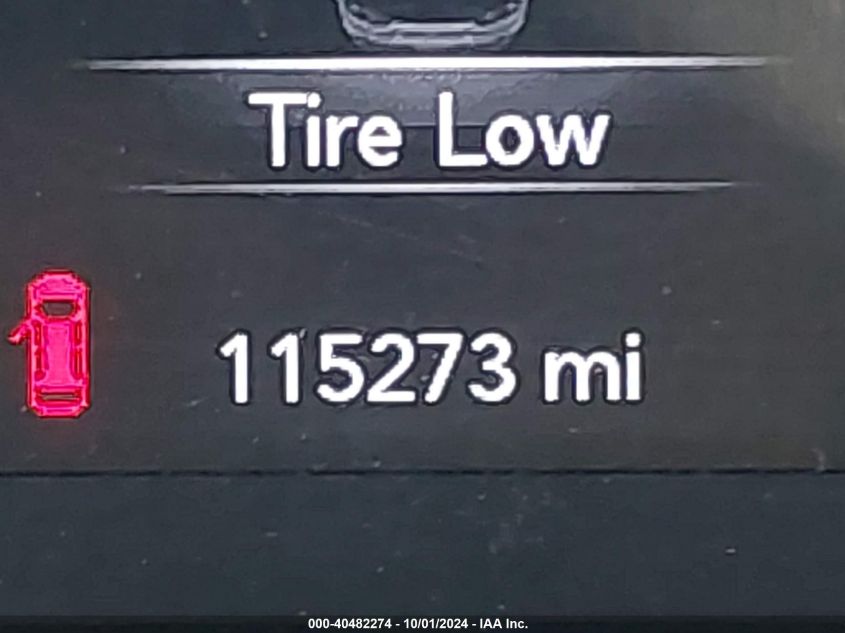 Tire Low
115273 mi
000-40482274 - 10/01/2024 - IAA Inc.